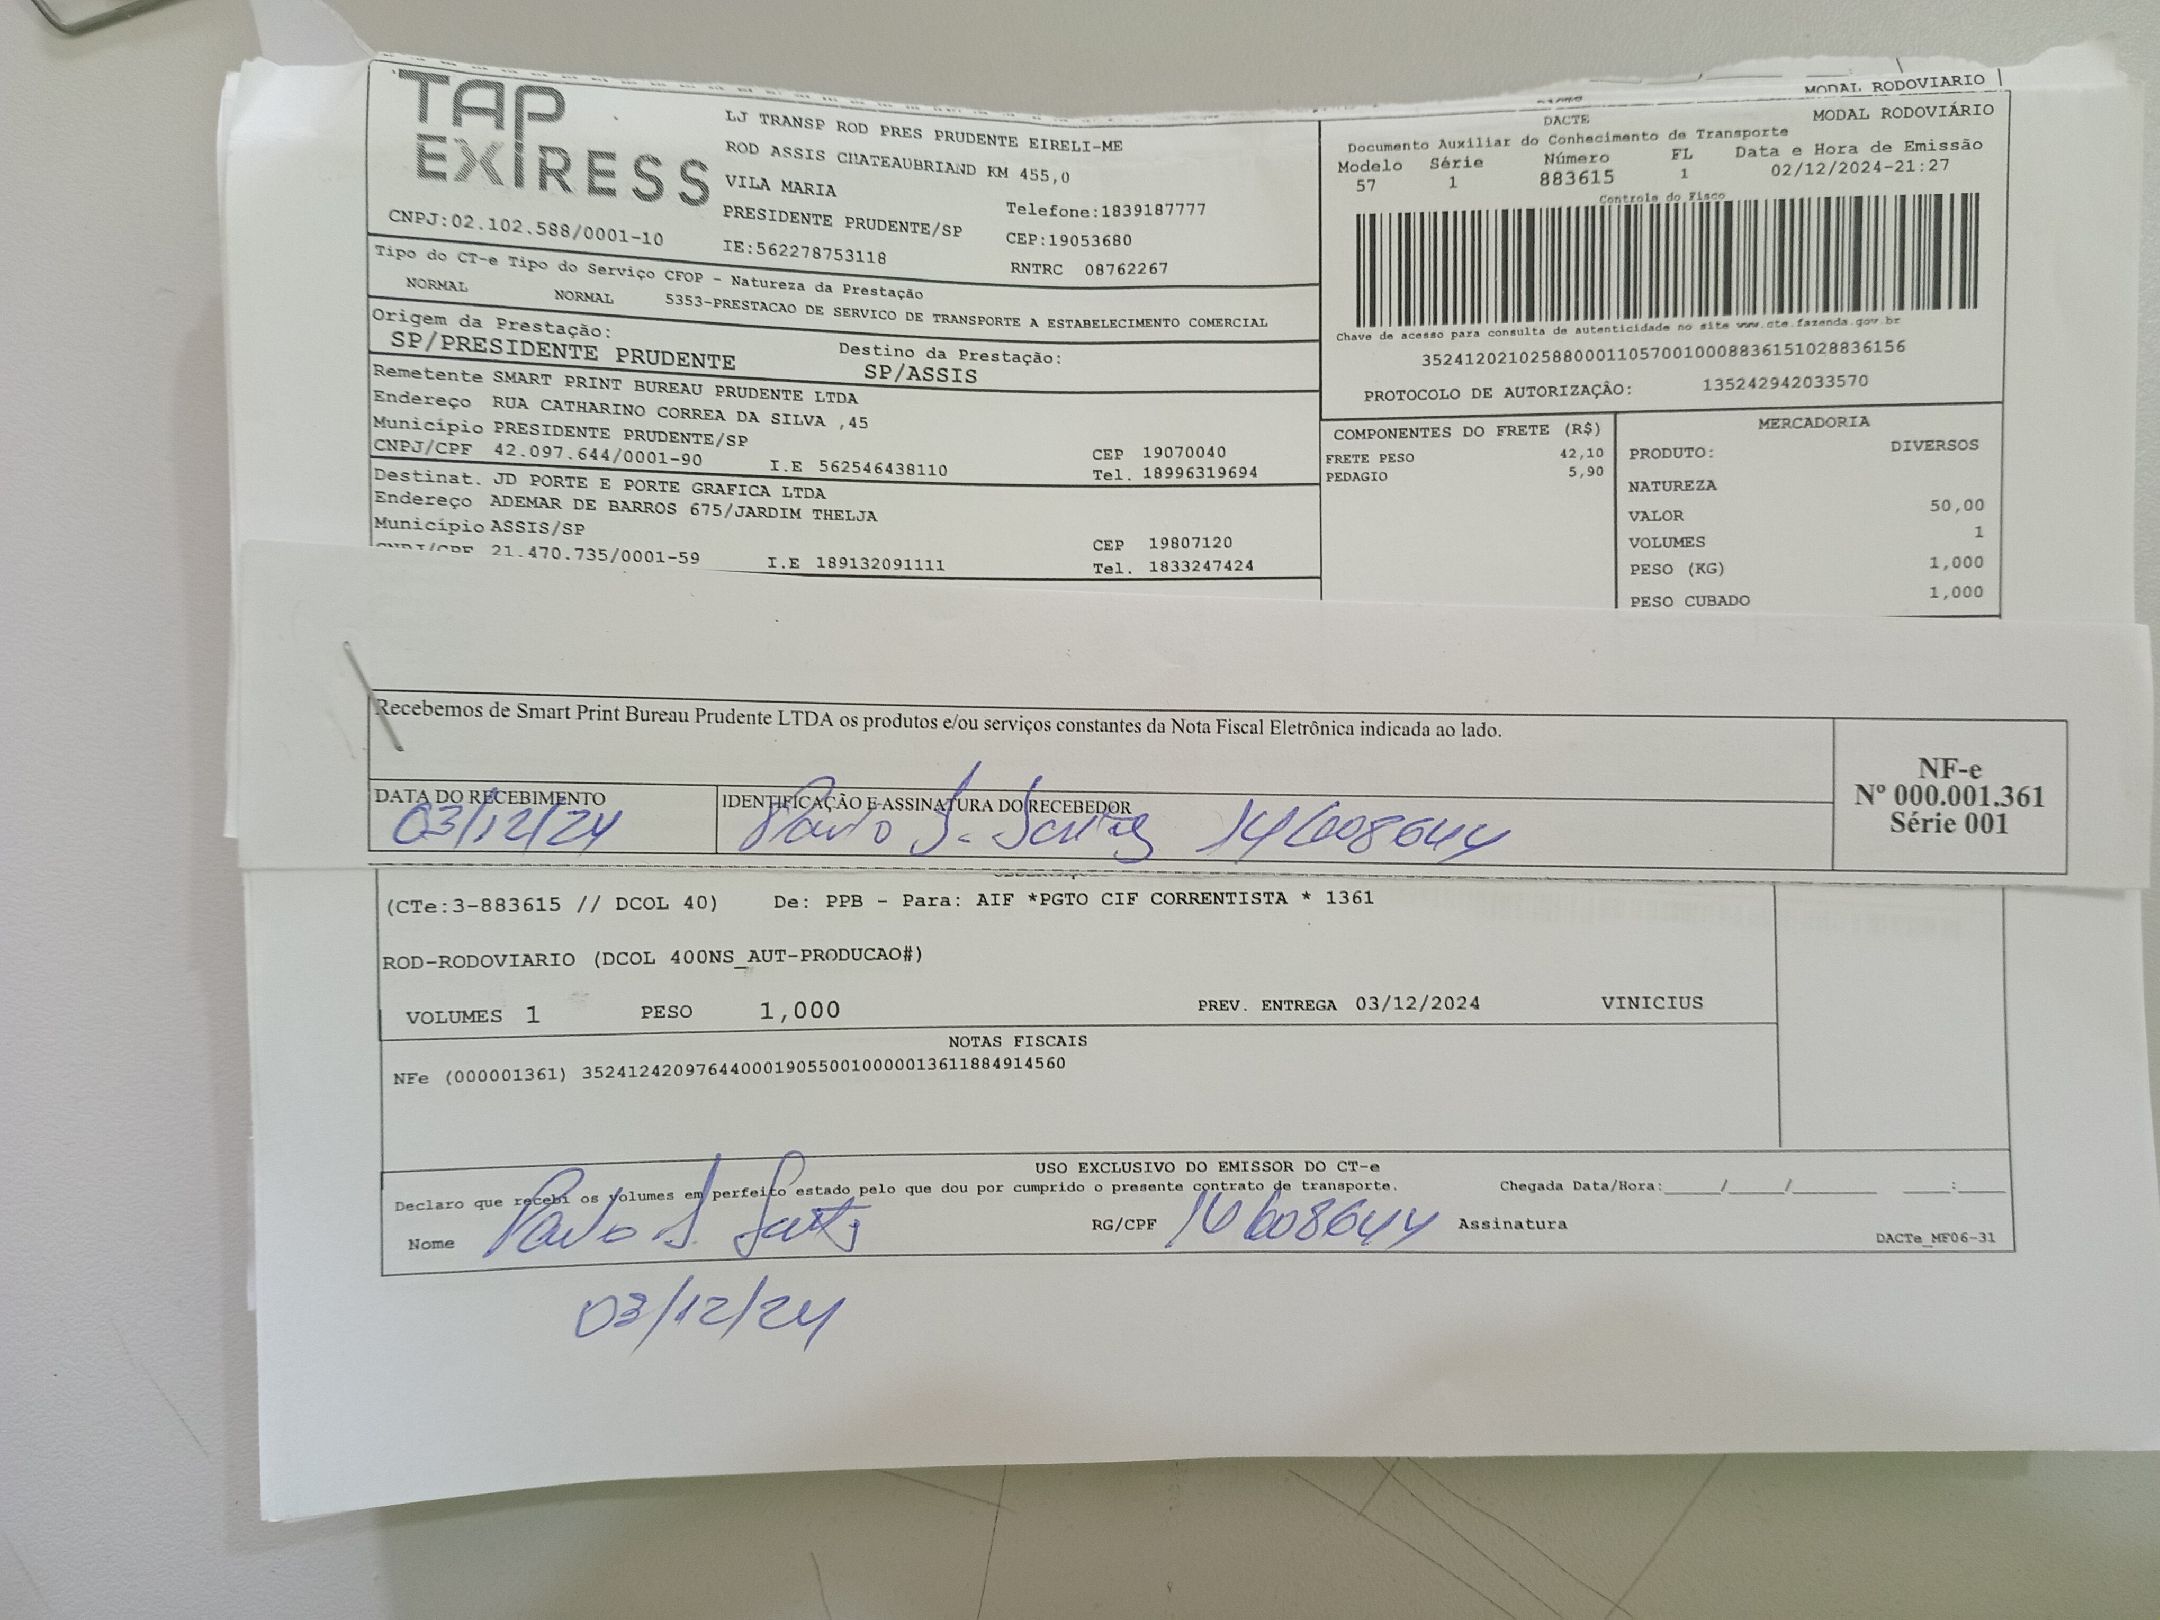 TAP
EXIRESS
CNPJ:02.102.588/0001-10
LJ TRANSP ROD PRES PRUDENTE EIRELI-ME
ROD ASSIS CHATEAUBRIAND KM 455,0
VILA MARIA
PRESIDENTE PRUDENTE/SP
IE:562278753118
Telefone:1839187777
CEP:19053680
RNTRC 08762267
MODAL RODOVIARIO
DACTE
MODAL RODOVIÁRIO
Documento Auxiliar do Conhecimento de Transporte
Modelo Série Número FL Data e Hora de Emissão
57 1 883615 1 02/12/2024-21:27
Controle do Fisco
Chave de acesso para consulta de autenticidade no site www.cte.fazenda.gov.br
35241202102588000110570010008836151028836156
PROTOCOLO DE AUTORIZAÇÃO: 135242942033570
Tipo do CT-e Tipo do Serviço CFOP - Natureza da Prestação
NORMAL NORMAL 5353-PRESTACAO DE SERVICO DE TRANSPORTE A ESTABELECIMENTO COMERCIAL
Origem da Prestação: Destino da Prestação:
SP/PRESIDENTE PRUDENTE SP/ASSIS
Remetente SMART PRINT BUREAU PRUDENTE LTDA
Endereço RUA CATHARINO CORREA DA SILVA ,45
Município PRESIDENTE PRUDENTE/SP CEP 19070040
CNPJ/CPF 42.097.644/0001-90 I.E 562546438110 Tel. 18996319694
Destinat. JD PORTE E PORTE GRAFICA LTDA
Endereço ADEMAR DE BARROS 675/JARDIM THELJA
Município ASSIS/SP CEP 19807120
CNPJ/CPF 21.470.735/0001-59 I.E 189132091111 Tel. 1833247424
COMPONENTES DO FRETE (R$)
FRETE PESO 42,10
PEDAGIO 5,90
MERCADORIA
PRODUTO: DIVERSOS
NATUREZA
VALOR 50,00
VOLUMES 1
PESO (KG) 1,000
PESO CUBADO 1,000
Recebemos de Smart Print Bureau Prudente LTDA os produtos e/ou serviços constantes da Nota Fiscal Eletrônica indicada ao lado.
DATA DO RECEBIMENTO IDENTIFICAÇÃO E ASSINATURA DO RECEBEDOR
03/12/24
NF-e
Nº 000.001.361
Série 001
(CTe:3-883615 // DCOL 40) De: PPB - Para: AIF *PGTO CIF CORRENTISTA * 1361
ROD-RODOVIARIO (DCOL 400NS_AUT-PRODUCAO#)
VOLUMES 1 PESO 1,000 PREV. ENTREGA 03/12/2024 VINICIUS
NOTAS FISCAIS
NFe (000001361) 35241242097644000190550010000013611884914560
USO EXCLUSIVO DO EMISSOR DO CT-e
Declaro que recebi os volumes em perfeito estado pelo que dou por cumprido o presente contrato de transporte. Chegada Data/Hora:_____/_____/________ _____:_____
Nome RG/CPF Assinatura
DACTe_MF06-31
03/12/24